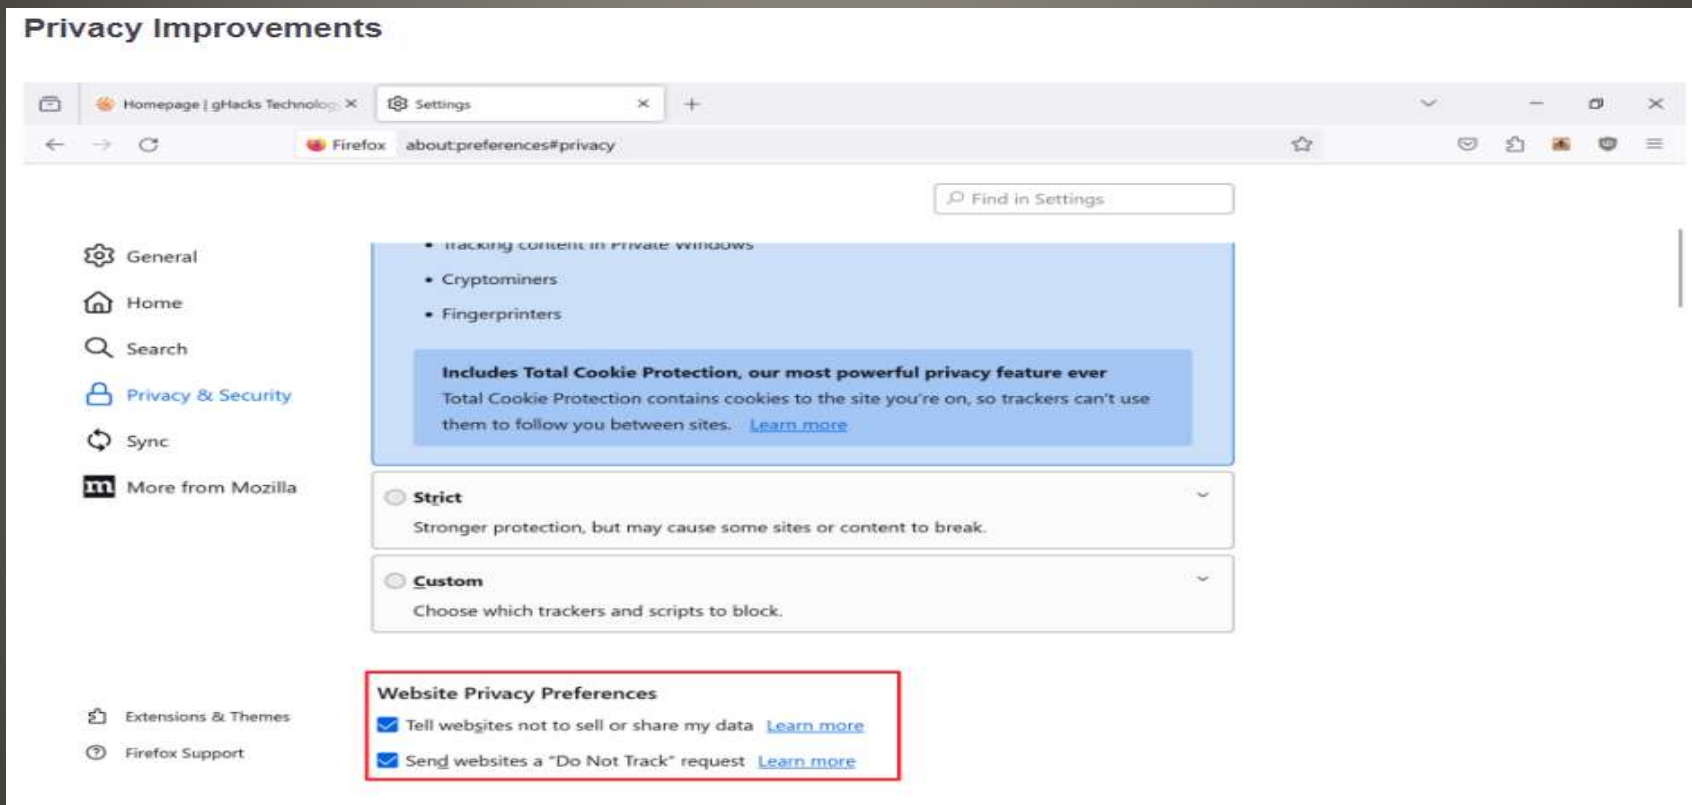 Privacy Improvements
Homepage | gHacks Technolog
Settings
Firefox about:preferences#privacy
Find in Settings
General
Home
Search
Privacy & Security
Sync
More from Mozilla
Extensions & Themes
Firefox Support
• Tracking content in Private Windows
• Cryptominers
• Fingerprinters
Includes Total Cookie Protection, our most powerful privacy feature ever
Total Cookie Protection contains cookies to the site you're on, so trackers can't use
them to follow you between sites. Learn more
Strict
Stronger protection, but may cause some sites or content to break.
Custom
Choose which trackers and scripts to block.
Website Privacy Preferences
Tell websites not to sell or share my data Learn more
Send websites a "Do Not Track" request Learn more